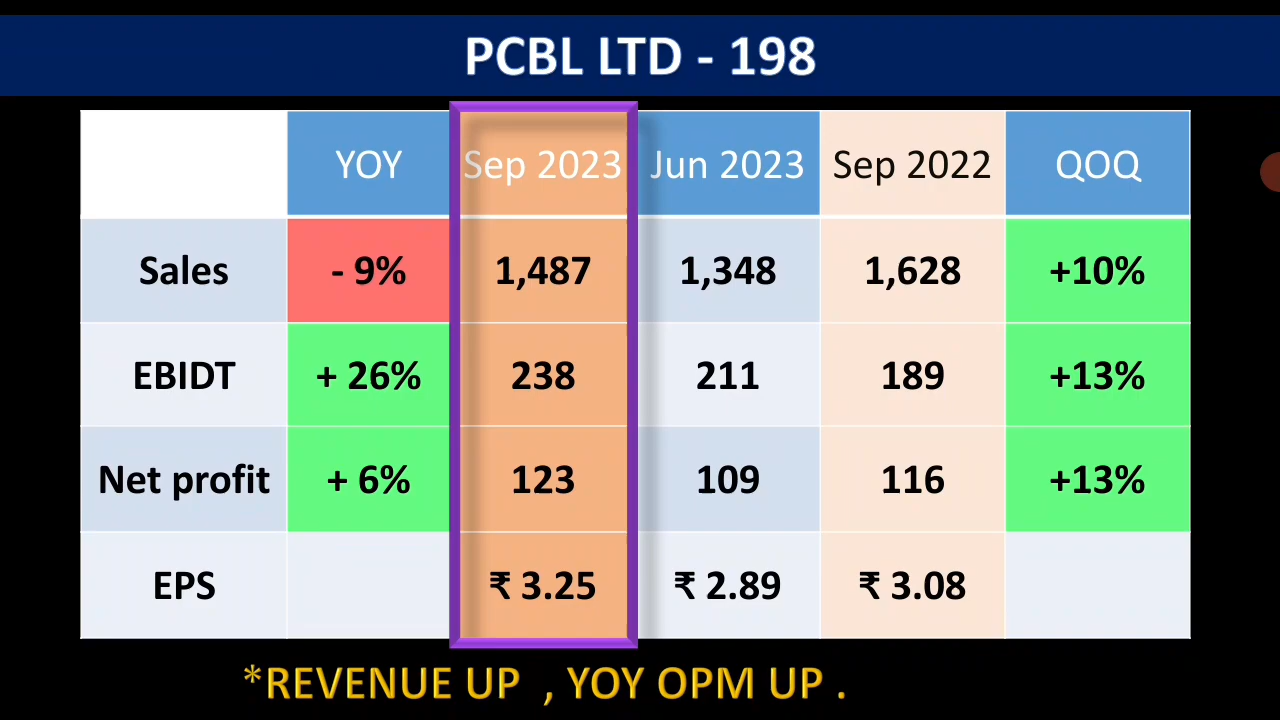 PCBL LTD - 198
YOY Sep 2023 Jun 2023 Sep 2022 QOQ
Sales - 9% 1,487 1,348 1,628 +10%
EBIDT + 26% 238 211 189 +13%
Net profit + 6% 123 109 116 +13%
EPS ₹ 3.25 ₹ 2.89 ₹ 3.08
*REVENUE UP , YOY OPM UP .